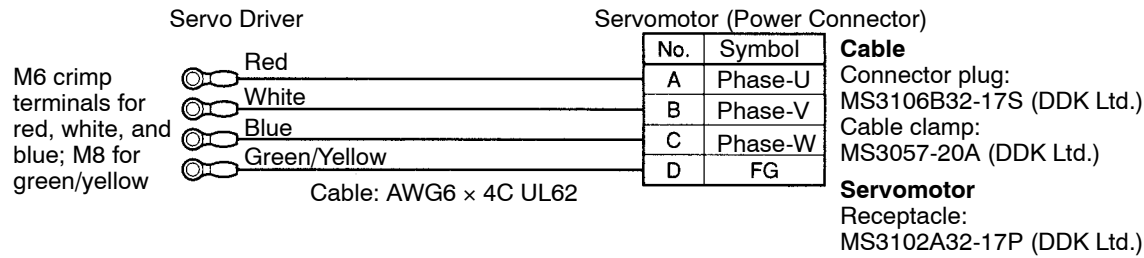 Servo Driver
Servomotor (Power Connector)
M6 crimp
terminals for
red, white, and
blue; M8 for
green/yellow
Red
White
Blue
Green/Yellow
Cable: AWG6 × 4C UL62
No. Symbol
A Phase-U
B Phase-V
C Phase-W
D FG
Cable
Connector plug:
MS3106B32-17S (DDK Ltd.)
Cable clamp:
MS3057-20A (DDK Ltd.)
Servomotor
Receptacle:
MS3102A32-17P (DDK Ltd.)